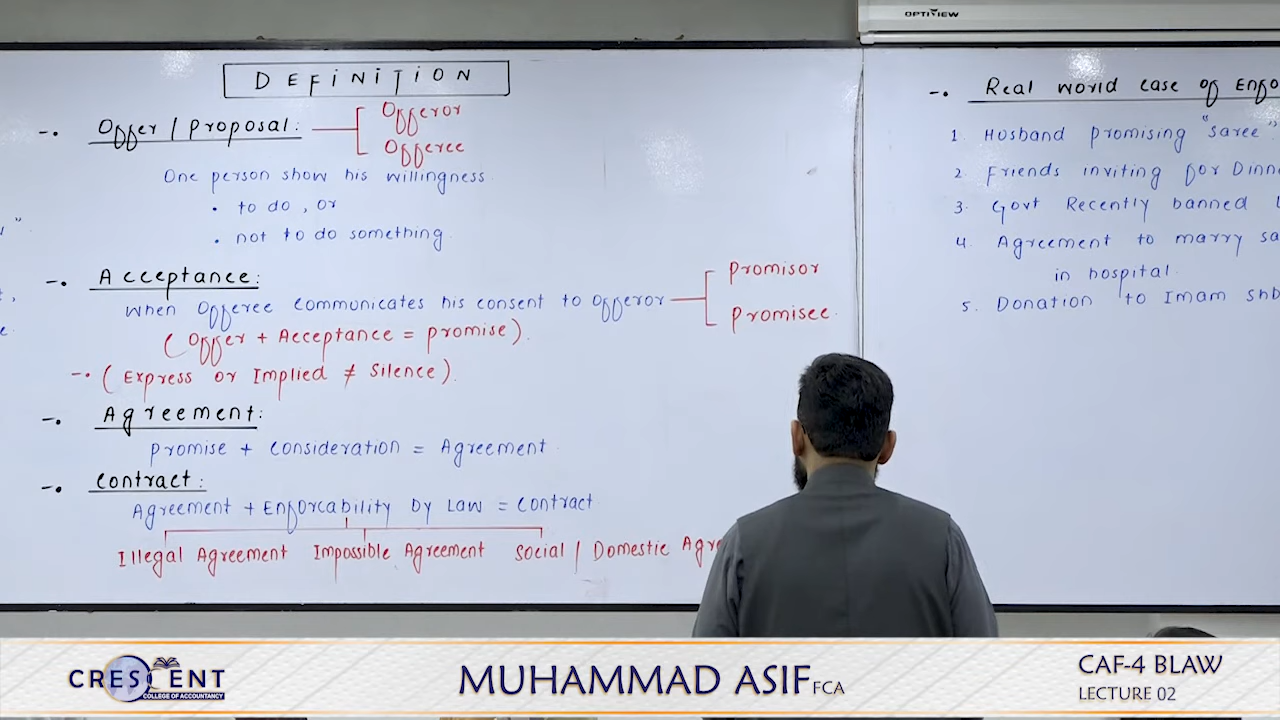 OPTIVIEW
DEFINITION
-. Offer / Proposal:
Offeror
Offeree
One person show his willingness.
• to do, or
• not to do something.
-. Acceptance:
When Offeree communicates his consent to Offeror
Promisor
Promisee.
(Offer + Acceptance = Promise).
-• (Express or Implied ≠ Silence).
-. Agreement:
Promise + Consideration = Agreement
-. Contract:
Agreement + Enforcability by Law = Contract
Illegal Agreement Impossible Agreement Social / Domestic
-. Real world case of
1. Hosband promising "saree".
2 Friends inviting for
3. Govt Recently banned
4. Agreement to marry
in hospital.
5. Donation to Imam
CRESCENT
COLLEGE OF ACCOUNTANCY
MUHAMMAD ASIF FCA
CAF-4 BLAW
LECTURE 02